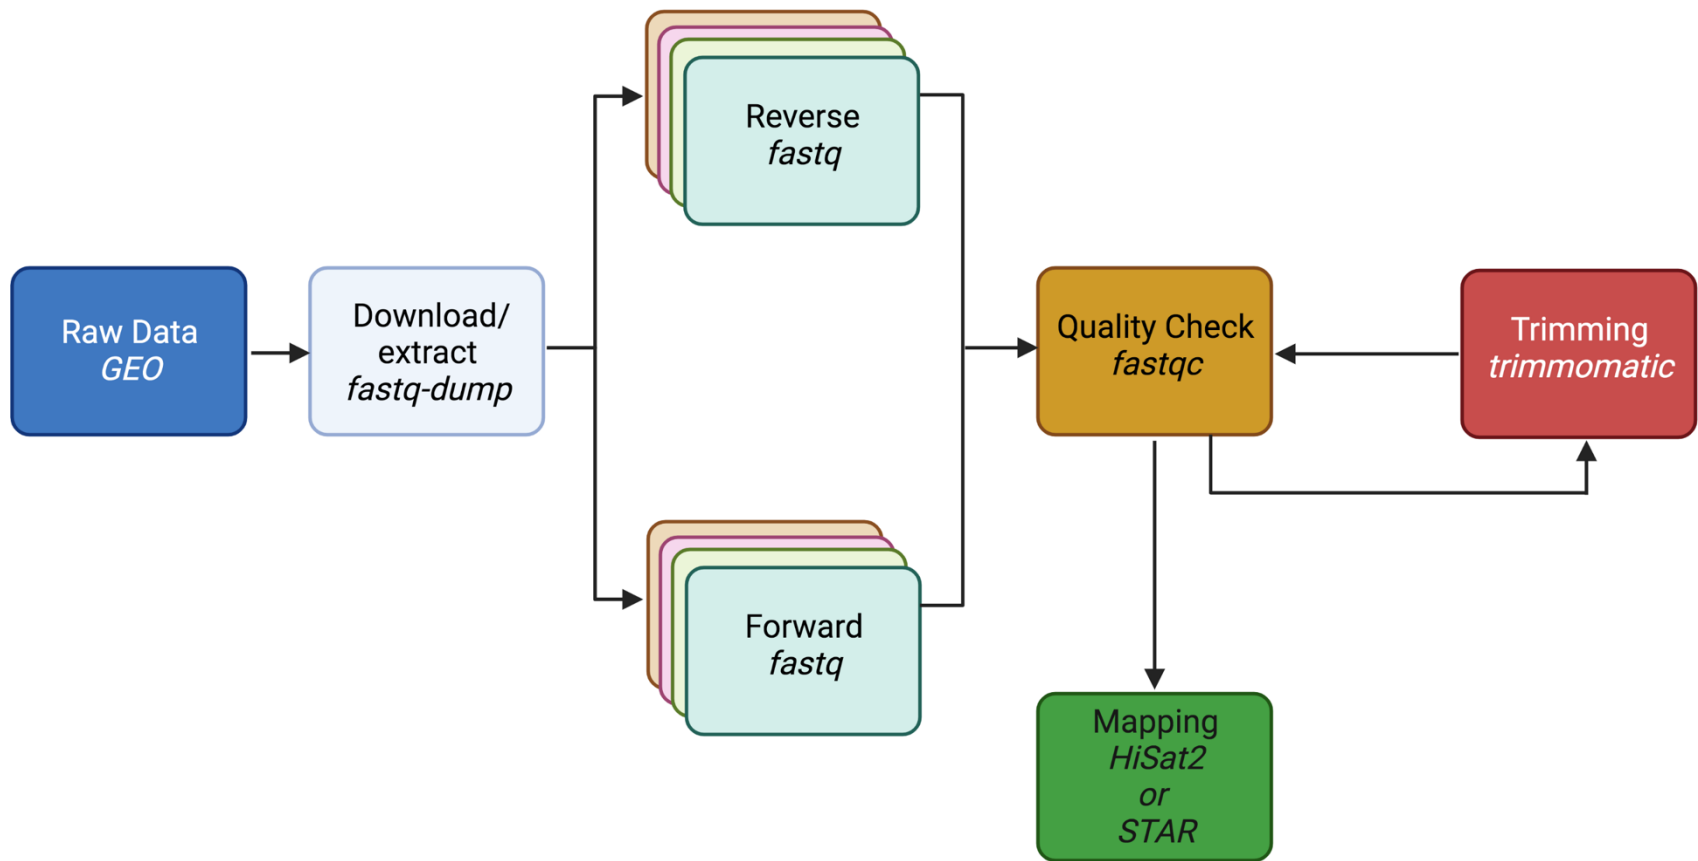 Reverse
fastq
Raw Data
GEO
Download/
extract
fastq-dump
Quality Check
fastqc
Trimming
trimmomatic
Forward
fastq
Mapping
HiSat2
or
STAR